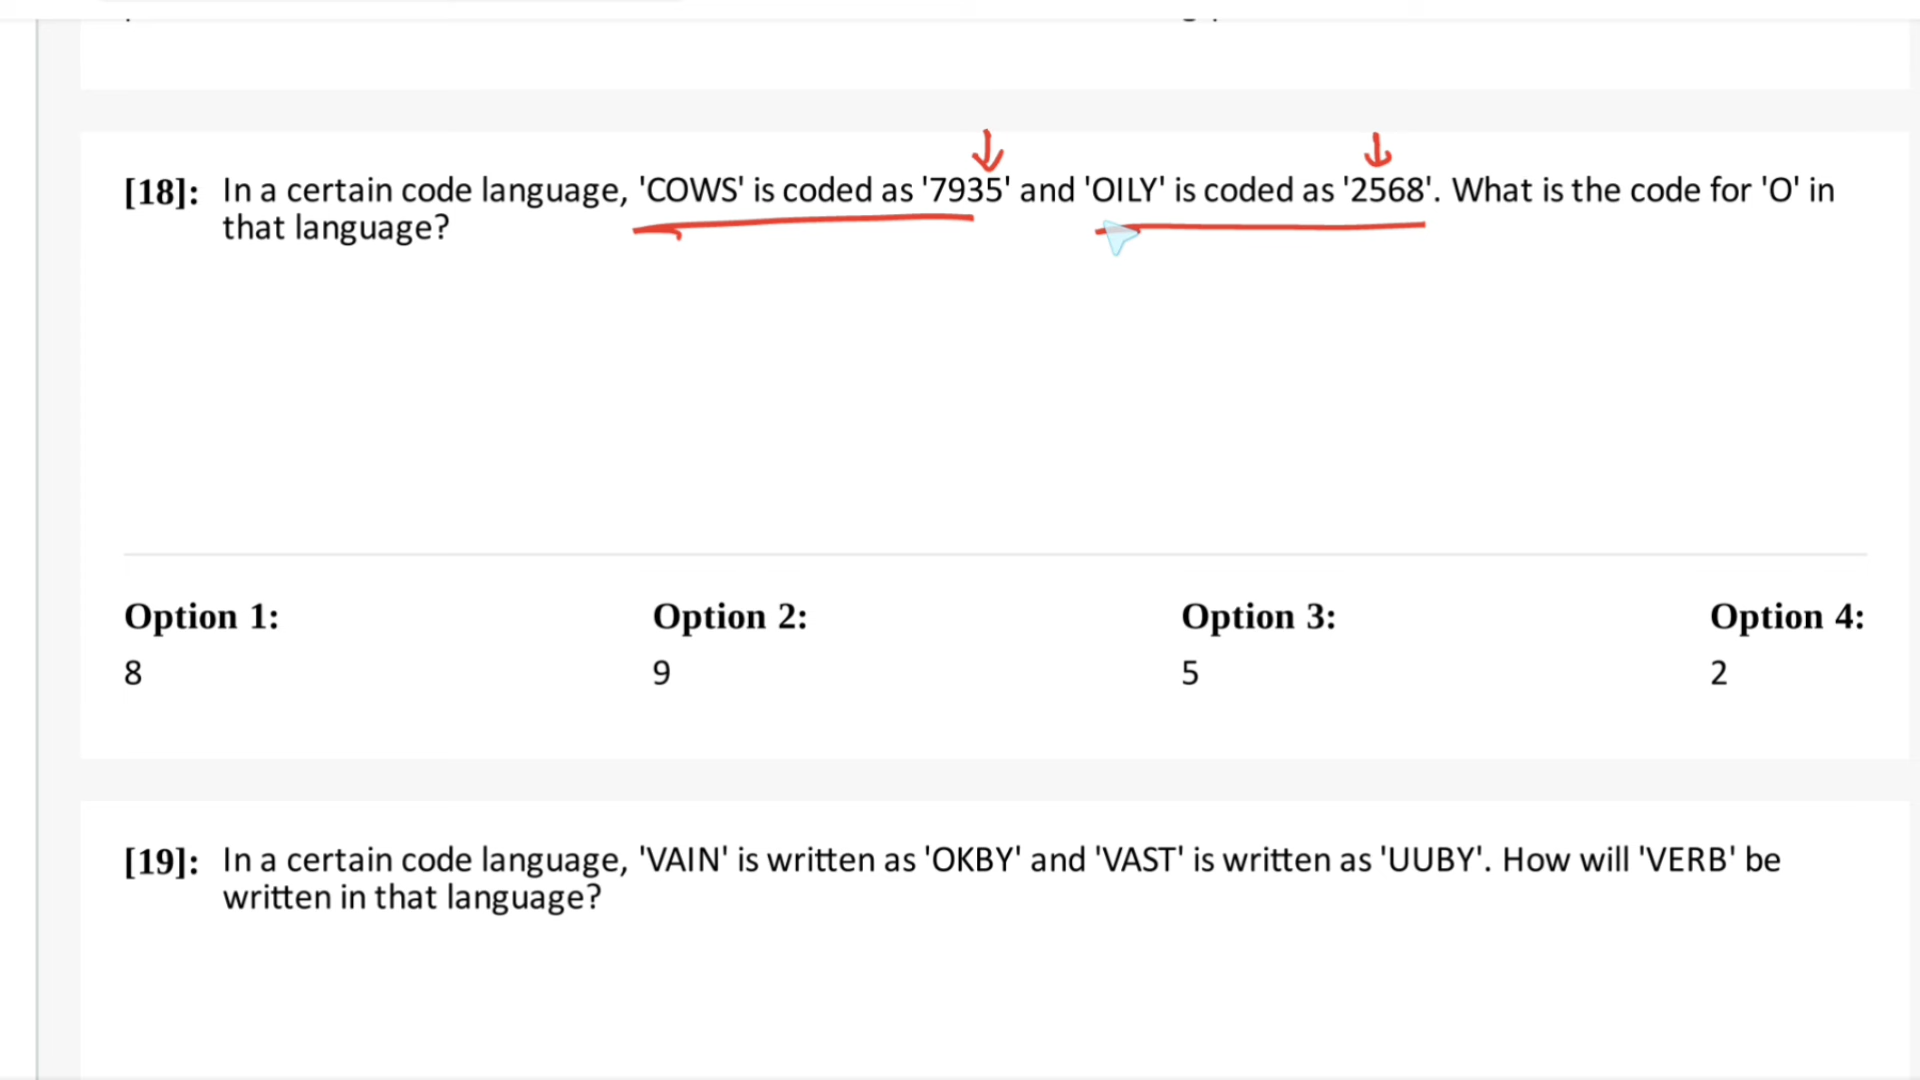 [18]: In a certain code language, 'COWS' is coded as '7935' and 'OILY' is coded as '2568'. What is the code for 'O' in
that language?
Option 1: Option 2: Option 3: Option 4:
8 9 5 2
[19]: In a certain code language, 'VAIN' is written as 'OKBY' and 'VAST' is written as 'UUBY'. How will 'VERB' be
written in that language?